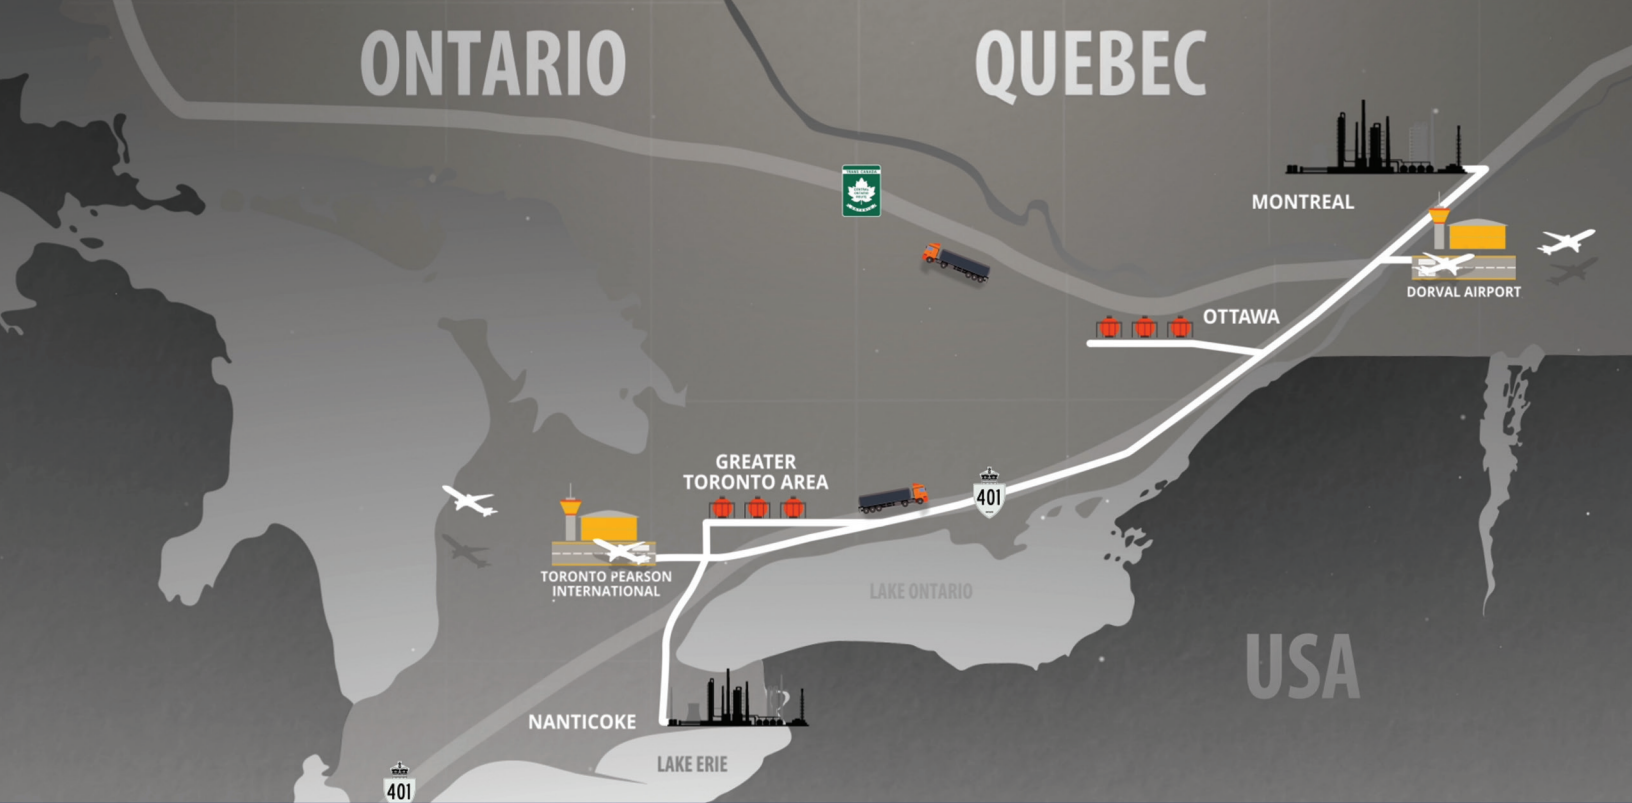 ONTARIO
QUEBEC
MONTREAL
DORVAL AIRPORT
OTTAWA
GREATER
TORONTO AREA
401
TORONTO PEARSON
INTERNATIONAL
LAKE ONTARIO
USA
NANTICOKE
LAKE ERIE
401